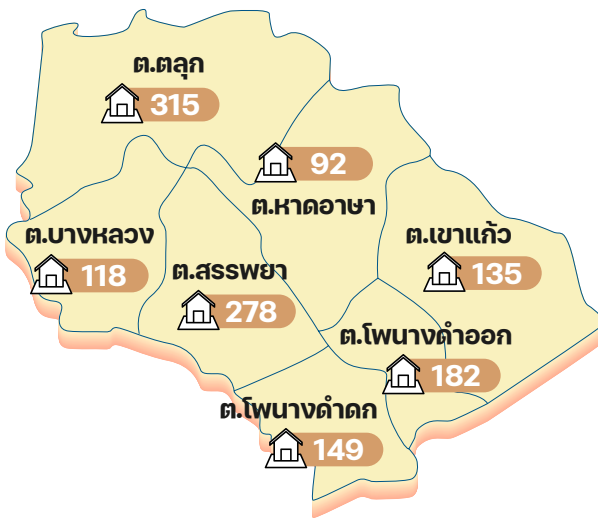 ต.ตลุก
315
92
ต.หาดอาษา
ต.บางหลวง
118
ต.สรรพยา
278
ต.เขาแก้ว
135
ต.โพนางดำออก
182
ต.โพนางดำตก
149